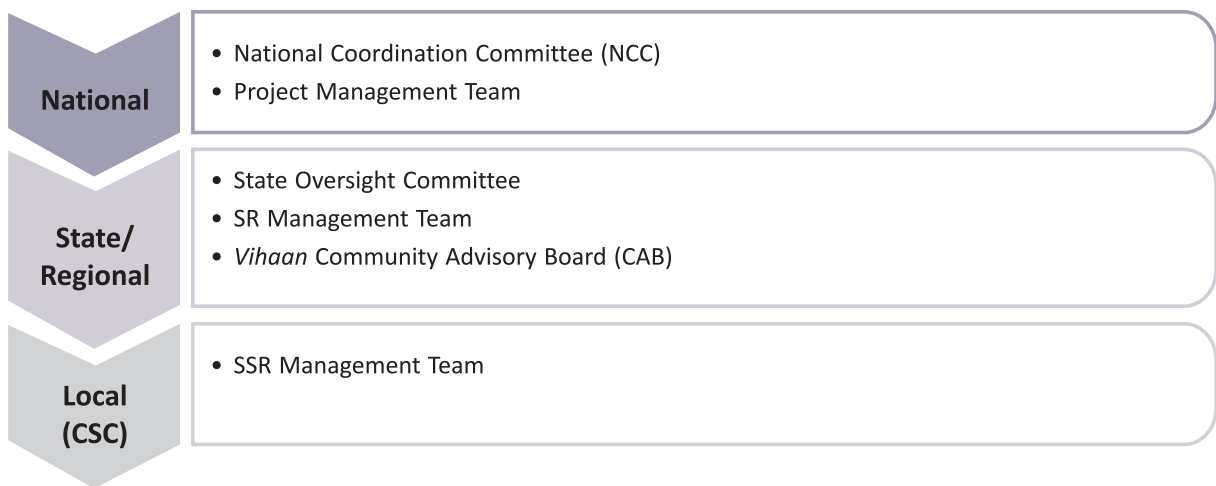 National
• National Coordination Committee (NCC)
• Project Management Team
State/
Regional
• State Oversight Committee
• SR Management Team
• Vihaan Community Advisory Board (CAB)
Local
(CSC)
• SSR Management Team